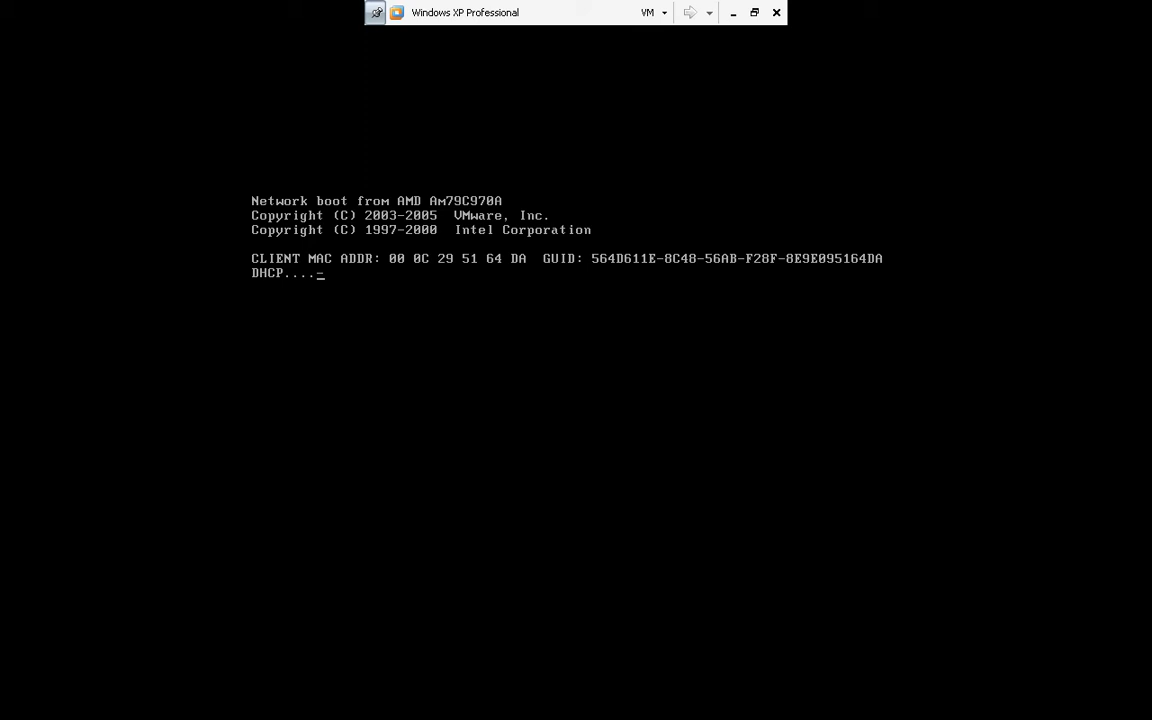 Windows XP Professional VM
Network boot from AMD Am79C970A
Copyright (C) 2003-2005  VMware, Inc.
Copyright (C) 1997-2000  Intel Corporation
CLIENT MAC ADDR: 00 0C 29 51 64 DA  GUID: 564D611E-8C48-56AB-F28F-8E9E095164DA
DHCP....-